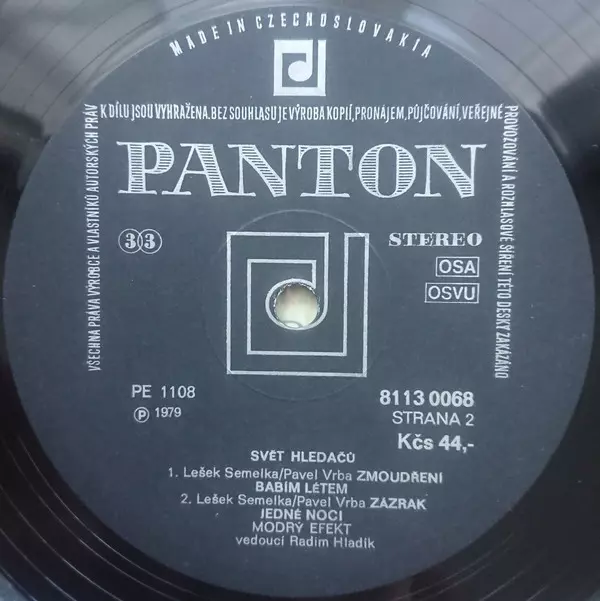 MADE IN CZECHOSLOVAKIA
VŠECHNA PRÁVA VÝROBCE A VLASTNÍKŮ AUTORSKÝCH PRÁV
K DÍLU JSOU VYHRAŽENA. BEZ SOUHLASU JE VÝROBA KOPIÍ, PRONÁJEM, PŮJČOVÁNÍ, VEŘEJNÉ
PROVOZOVÁNÍ A ROZHLASOVÉ ŠÍŘENÍ TÉTO DESKY ZAKÁZÁNO
PANTON
33
STEREO
OSA
OSVU
PE 1108
Ⓟ 1979
8113 0068
STRANA 2
Kčs 44,-
SVĚT HLEDAČŮ
1. Lešek Semelka/Pavel Vrba ZMOUDŘENÍ
BABÍM LÉTEM
2. Lešek Semelka/Pavel Vrba ZÁZRAK
JEDNÉ NOCI
MODRÝ EFEKT
vedoucí Radim Hladík